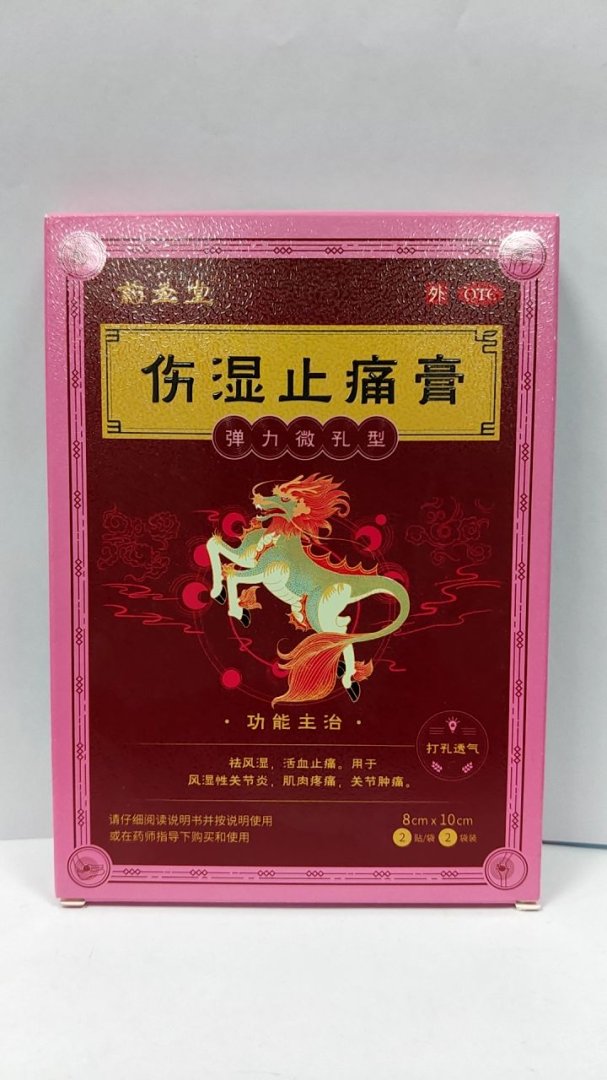 药圣堂
外 OTC
伤湿止痛膏
弹力微孔型
·功能主治·
祛风湿，活血止痛。用于
风湿性关节炎，肌肉疼痛，关节肿痛。
打孔透气
请仔细阅读说明书并按说明使用
或在药师指导下购买和使用
8cm x 10cm
2贴/袋 2袋装